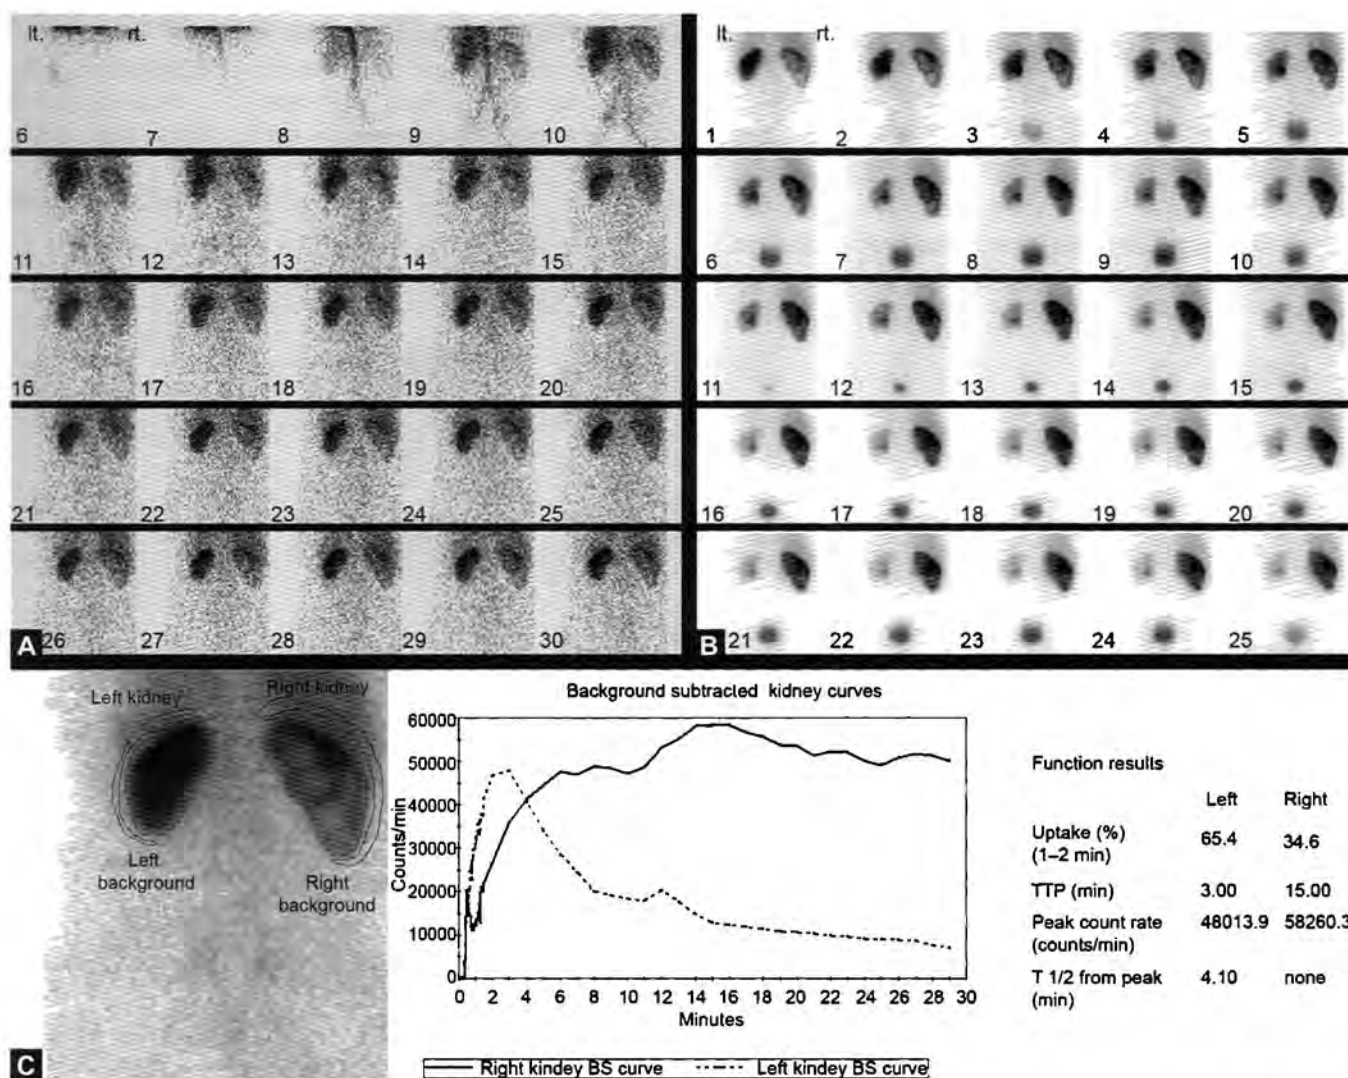 lt. rt.
6 7 8 9 10
11 12 13 14 15
16 17 18 19 20
21 22 23 24 25
A 26 27 28 29 30
lt. rt.
1 2 3 4 5
6 7 8 9 10
11 12 13 14 15
16 17 18 19 20
B 21 22 23 24 25
Left kidney
Right kidney
Left
background
Right
background
C
Background subtracted kidney curves
Counts/min
60000
50000
40000
30000
20000
10000
0
0 2 4 6 8 10 11 12 14 16 18 19 20 22 24 26 28 30
Minutes
Right kindey BS curve
Left kindey BS curve
Function results
Left Right
Uptake (%)
(1–2 min)
65.4 34.6
TTP (min) 3.00 15.00
Peak count rate
(counts/min)
48013.9 58260.3
T 1/2 from peak
(min)
4.10 none